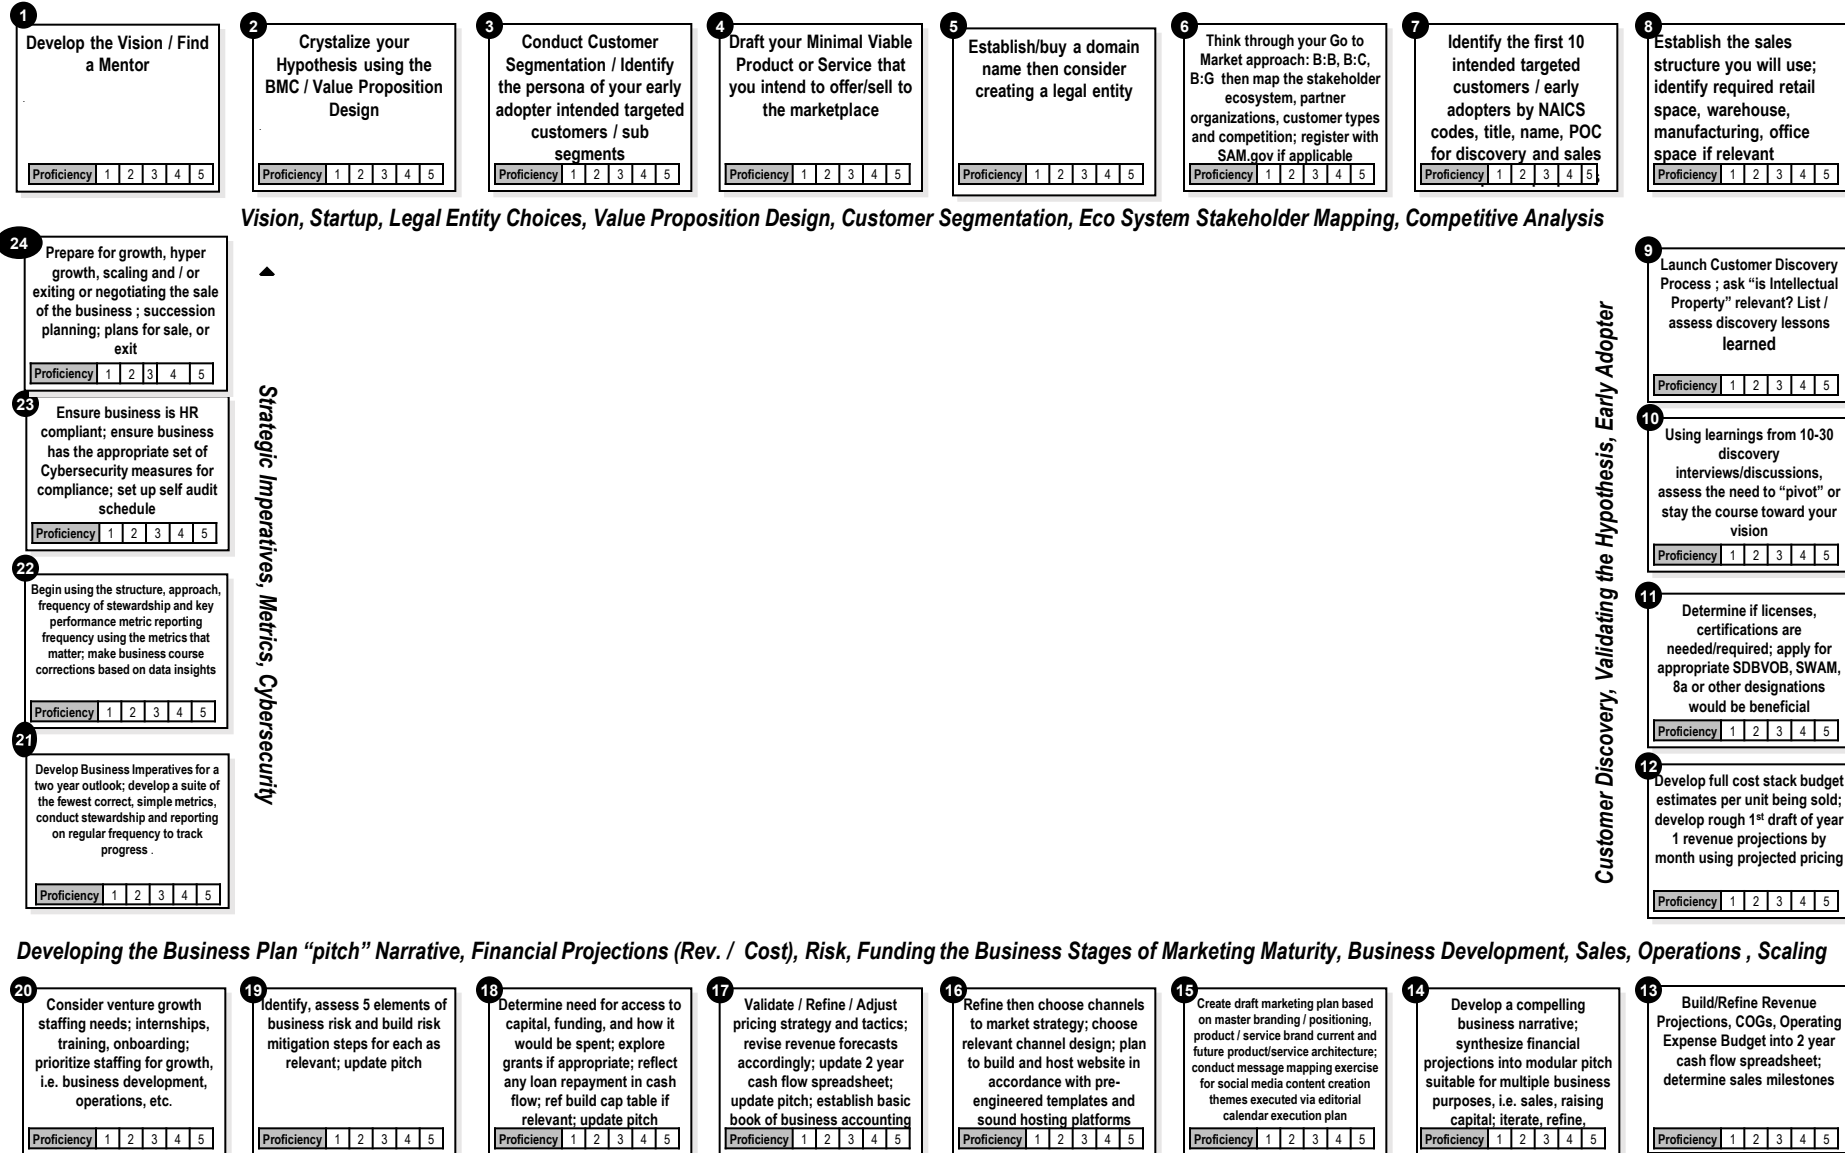 1
Develop the Vision / Find
a Mentor
Proficiency 1 2 3 4 5
2
Crystalize your
Hypothesis using the
BMC / Value Proposition
Design
Proficiency 1 2 3 4 5
3
Conduct Customer
Segmentation / Identify
the persona of your early
adopter intended targeted
customers / sub
segments
Proficiency 1 2 3 4 5
4
Draft your Minimal Viable
Product or Service that
you intend to offer/sell to
the marketplace
Proficiency 1 2 3 4 5
5
Establish/buy a domain
name then consider
creating a legal entity
Proficiency 1 2 3 4 5
6
Think through your Go to
Market approach: B:B, B:C,
B:G then map the stakeholder
ecosystem, partner
organizations, customer types
and competition; register with
SAM.gov if applicable
Proficiency 1 2 3 4 5
7
Identify the first 10
intended targeted
customers / early
adopters by NAICS
codes, title, name, POC
for discovery and sales
Proficiency 1 2 3 4 5
8
Establish the sales
structure you will use;
identify required retail
space, warehouse,
manufacturing, office
space if relevant
Proficiency 1 2 3 4 5
Vision, Startup, Legal Entity Choices, Value Proposition Design, Customer Segmentation, Eco System Stakeholder Mapping, Competitive Analysis
9
Launch Customer Discovery
Process ; ask “is Intellectual
Property” relevant? List /
assess discovery lessons
learned
Proficiency 1 2 3 4 5
10
Using learnings from 10-30
discovery
interviews/discussions,
assess the need to “pivot” or
stay the course toward your
vision
Proficiency 1 2 3 4 5
11
Determine if licenses,
certifications are
needed/required; apply for
appropriate SDBVOB, SWAM,
8a or other designations
would be beneficial
Proficiency 1 2 3 4 5
12
Develop full cost stack budget
estimates per unit being sold;
develop rough 1st draft of year
1 revenue projections by
month using projected pricing
Proficiency 1 2 3 4 5
Customer Discovery, Validating the Hypothesis, Early Adopter
24
Prepare for growth, hyper
growth, scaling and / or
exiting or negotiating the sale
of the business ; succession
planning; plans for sale, or
exit
Proficiency 1 2 3 4 5
23
Ensure business is HR
compliant; ensure business
has the appropriate set of
Cybersecurity measures for
compliance; set up self audit
schedule
Proficiency 1 2 3 4 5
22
Begin using the structure, approach,
frequency of stewardship and key
performance metric reporting
frequency using the metrics that
matter; make business course
corrections based on data insights
Proficiency 1 2 3 4 5
21
Develop Business Imperatives for a
two year outlook; develop a suite of
the fewest correct, simple metrics,
conduct stewardship and reporting
on regular frequency to track
progress .
Proficiency 1 2 3 4 5
Strategic Imperatives, Metrics, Cybersecurity
Developing the Business Plan “pitch” Narrative, Financial Projections (Rev. / Cost), Risk, Funding the Business Stages of Marketing Maturity, Business Development, Sales, Operations , Scaling
20
Consider venture growth
staffing needs; internships,
training, onboarding;
prioritize staffing for growth,
i.e. business development,
operations, etc.
Proficiency 1 2 3 4 5
19
Identify, assess 5 elements of
business risk and build risk
mitigation steps for each as
relevant; update pitch
Proficiency 1 2 3 4 5
18
Determine need for access to
capital, funding, and how it
would be spent; explore
grants if appropriate; reflect
any loan repayment in cash
flow; ref build cap table if
relevant; update pitch
Proficiency 1 2 3 4 5
17
Validate / Refine / Adjust
pricing strategy and tactics;
revise revenue forecasts
accordingly; update 2 year
cash flow spreadsheet;
update pitch; establish basic
book of business accounting
Proficiency 1 2 3 4 5
16
Refine then choose channels
to market strategy; choose
relevant channel design; plan
to build and host website in
accordance with pre-
engineered templates and
sound hosting platforms
Proficiency 1 2 3 4 5
15
Create draft marketing plan based
on master branding / positioning,
product / service brand current and
future product/service architecture;
conduct message mapping exercise
for social media content creation
themes executed via editorial
calendar execution plan
Proficiency 1 2 3 4 5
14
Develop a compelling
business narrative;
synthesize financial
projections into modular pitch
suitable for multiple business
purposes, i.e. sales, raising
capital; iterate, refine,
Proficiency 1 2 3 4 5
13
Build/Refine Revenue
Projections, COGs, Operating
Expense Budget into 2 year
cash flow spreadsheet;
determine sales milestones
Proficiency 1 2 3 4 5